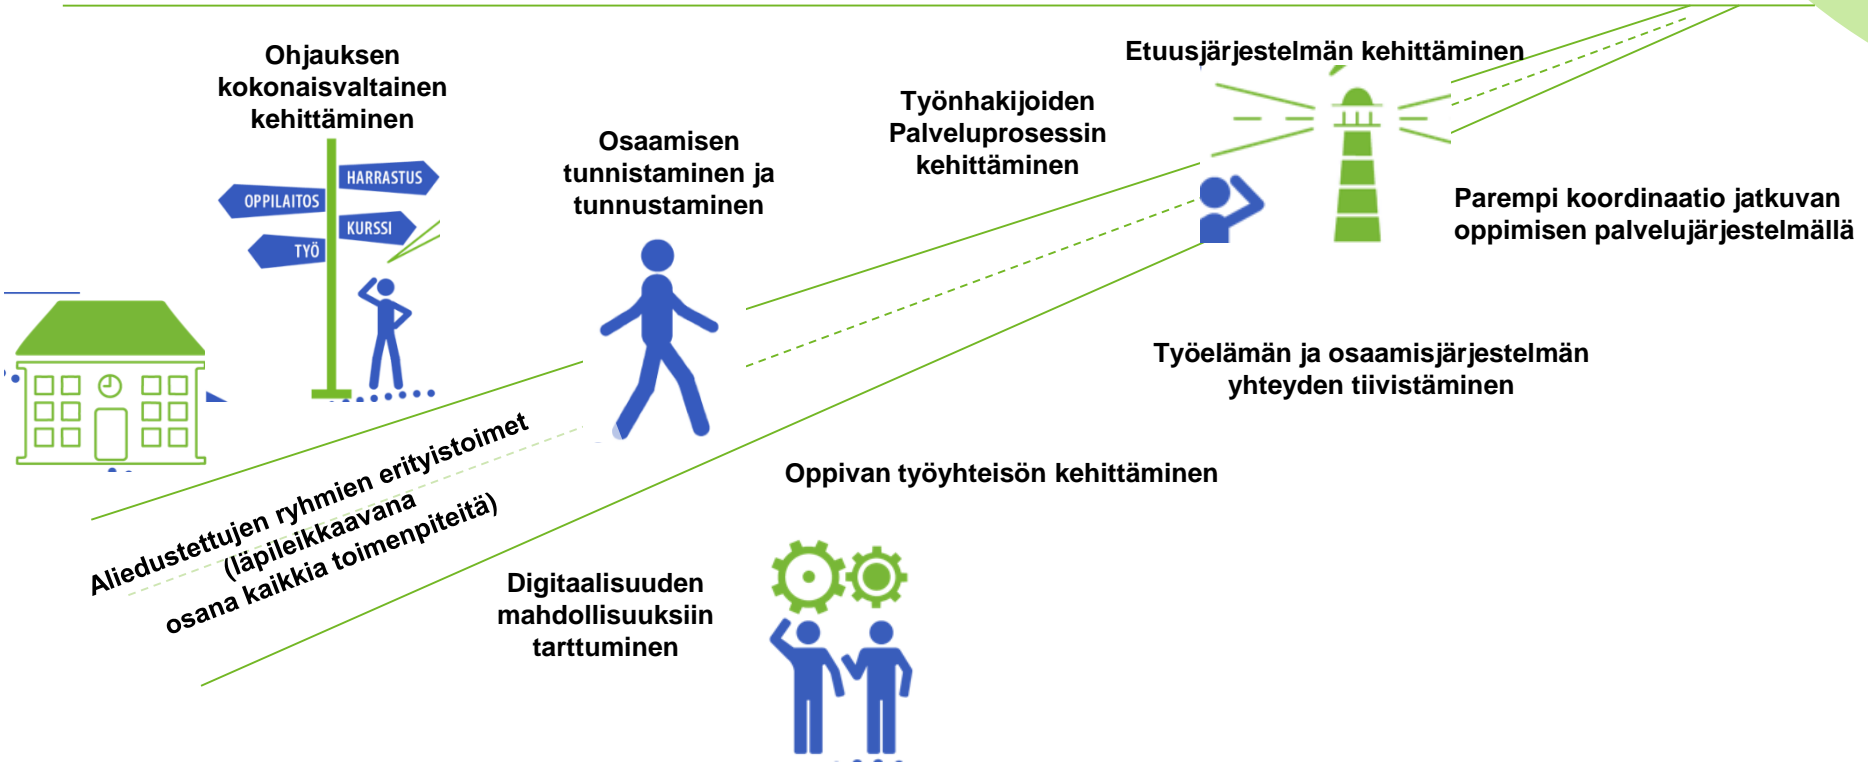 Ohjauksen
kokonaisvaltainen
kehittäminen
HARRASTUS
OPPILAITOS
KURSSI
TYÖ
Osaamisen
tunnistaminen ja
tunnustaminen
Työnhakijoiden
Palveluprosessin
kehittäminen
Etuusjärjestelmän kehittäminen
Parempi koordinaatio jatkuvan
oppimisen palvelujärjestelmällä
Työelämän ja osaamisjärjestelmän
yhteyden tiivistäminen
Oppivan työyhteisön kehittäminen
Aliedustettujen ryhmien erityistoimet
(läpileikkaavana
osana kaikkia toimenpiteitä)
Digitaalisuuden
mahdollisuuksiin
tarttuminen